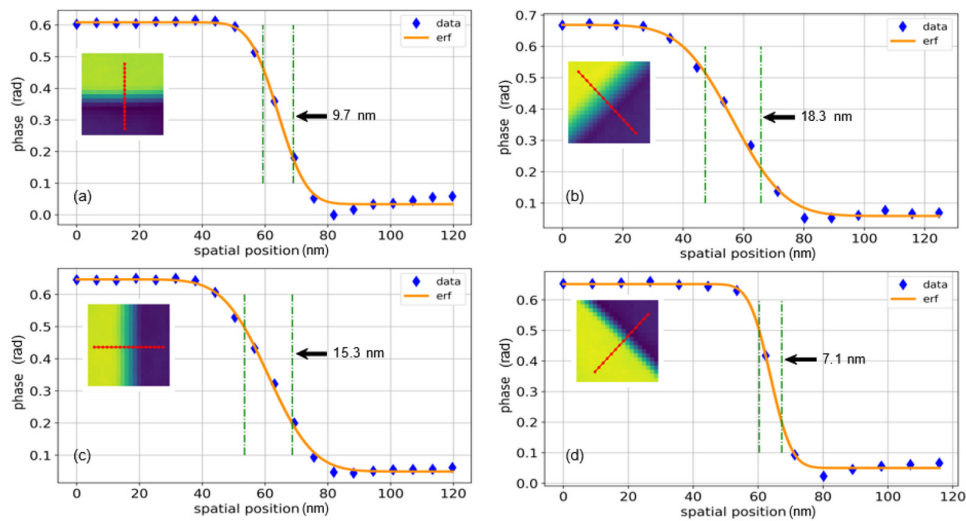 data
erf
9.7 nm
phase (rad)
(a)
0.6
0.5
0.4
0.3
0.2
0.1
0.0
0 20 40 60 80 100 120
spatial position(nm)
data
erf
18.3 nm
phase (rad)
(b)
0.7
0.6
0.5
0.4
0.3
0.2
0.1
0 20 40 60 80 100 120
spatial position(nm)
data
erf
15.3 nm
phase (rad)
(c)
0.6
0.5
0.4
0.3
0.2
0.1
0 20 40 60 80 100 120
spatial position(nm)
data
erf
7.1 nm
phase (rad)
(d)
0.6
0.5
0.4
0.3
0.2
0.1
0.0
0 20 40 60 80 100 120
spatial position(nm)